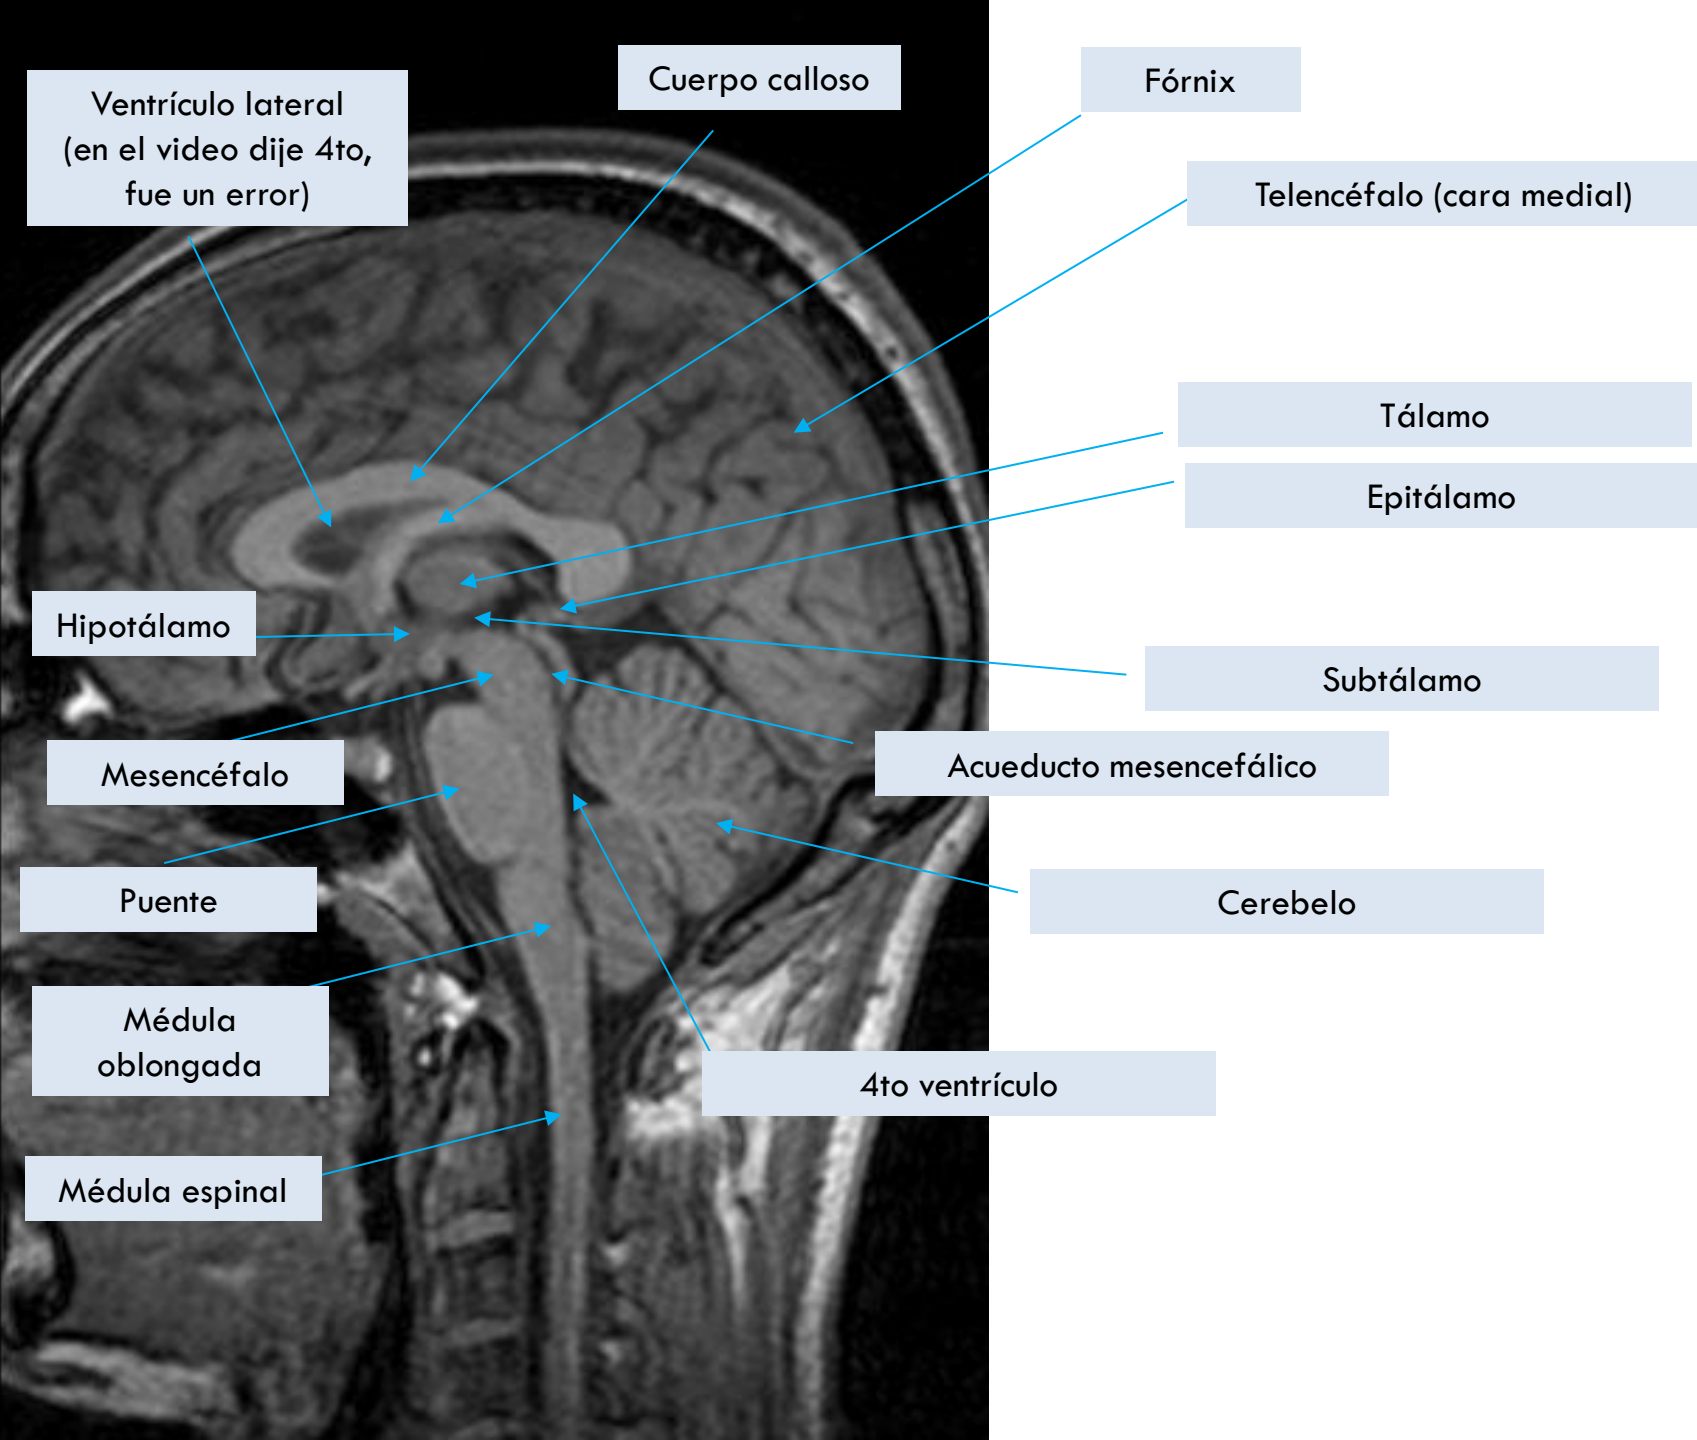 Cuerpo calloso
Fórnix
Ventrículo lateral
(en el video dije 4to,
fue un error)
Telencéfalo (cara medial)
Tálamo
Epitálamo
Hipotálamo
Subtálamo
Mesencéfalo
Acueducto mesencefálico
Puente
Cerebelo
Médula
oblongada
4to ventrículo
Médula espinal